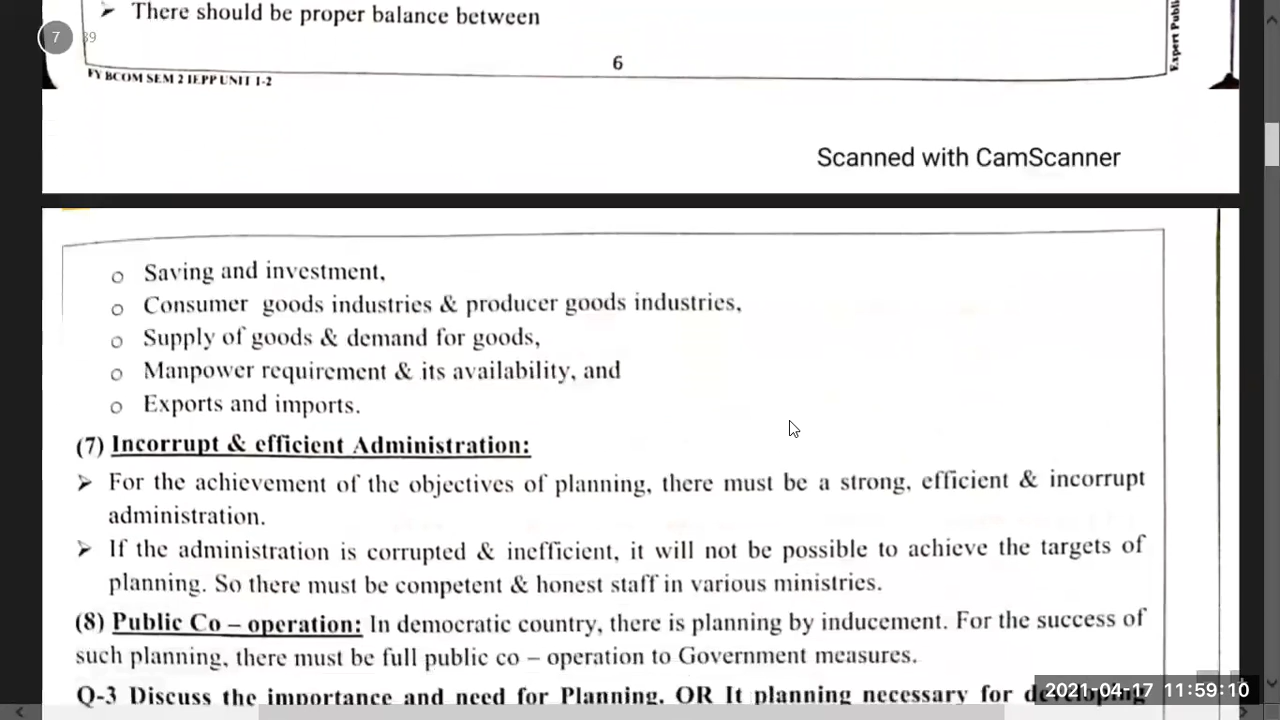 ➢ There should be proper balance between
7 39
6
Expert Publi
FY BCOM SEM 2 IEPP UNIT 1-2
Scanned with CamScanner
o Saving and investment,
o Consumer goods industries & producer goods industries,
o Supply of goods & demand for goods,
o Manpower requirement & its availability, and
o Exports and imports.
(7) Incorrupt & efficient Administration:
➢ For the achievement of the objectives of planning, there must be a strong, efficient & incorrupt
administration.
➢ If the administration is corrupted & inefficient, it will not be possible to achieve the targets of
planning. So there must be competent & honest staff in various ministries.
(8) Public Co – operation: In democratic country, there is planning by inducement. For the success of
such planning, there must be full public co – operation to Government measures.
Q-3 Discuss the importance and need for Planning. OR It planning necessary for developing
2021-04-17 11:59:10